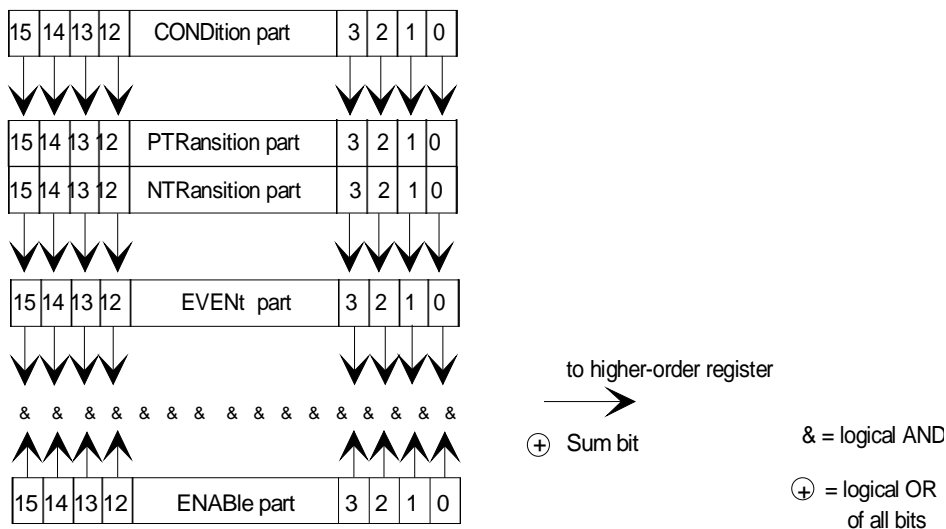 15 14 13 12 CONDition part 3 2 1 0
15 14 13 12 PTRansition part 3 2 1 0
15 14 13 12 NTRansition part 3 2 1 0
15 14 13 12 EVENt part 3 2 1 0
to higher-order register
& & & & & & & & & & & & & & & &
+ Sum bit
& = logical AND
15 14 13 12 ENABle part 3 2 1 0
+ = logical OR
of all bits